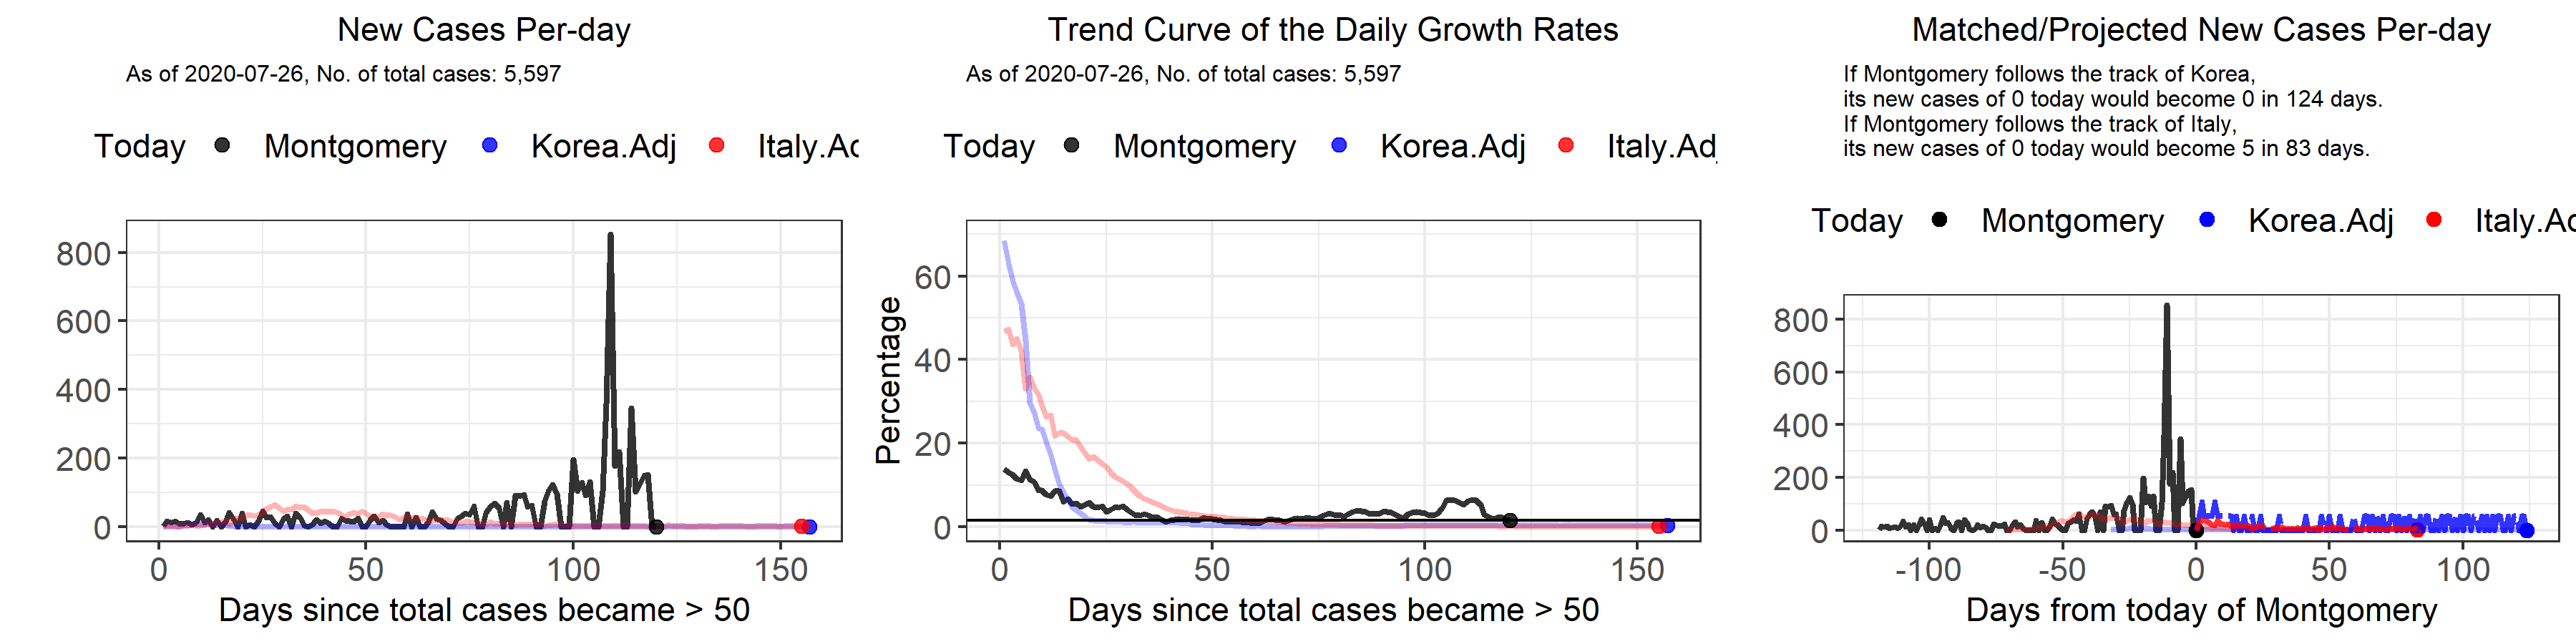 New Cases Per-day
As of 2020-07-26, No. of total cases: 5,597
Today Montgomery Korea.Adj Italy.Ac
800
600
400
200
0
0 50 100 150
Days since total cases became > 50
Trend Curve of the Daily Growth Rates
As of 2020-07-26, No. of total cases: 5,597
Today Montgomery Korea.Adj Italy.Ad
Percentage
60
40
20
0
0 50 100 150
Days since total cases became > 50
Matched/Projected New Cases Per-day
If Montgomery follows the track of Korea,
its new cases of 0 today would become 0 in 124 days.
If Montgomery follows the track of Italy,
its new cases of 0 today would become 5 in 83 days.
Today Montgomery Korea.Adj Italy.Ac
800
600
400
200
0
-100 -50 0 50 100
Days from today of Montgomery